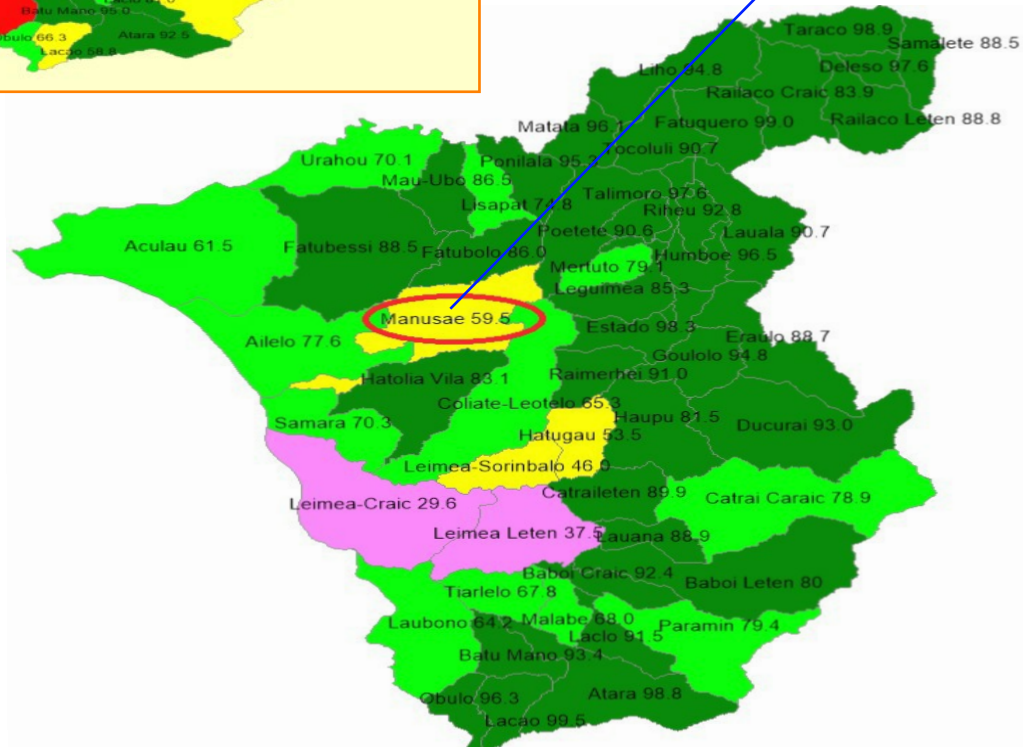 Batu Mano 95.0
Atara 92.5
Lacao 58.8
Taraco 98.9
Samalete 88.5
Liho 94.8
Deleso 97.6
Railaco Craic 83.9
Matata 96.1
Fatuquero 99.0
Railaco Leten 88.8
Tocoluli 90.7
Urahou 70.1
Ponilala 95.3
Mau-Ubo 86.5
Lisapat 74.8
Talimoro 97.6
Riheu 92.8
Poetete 90.6
Lauala 90.7
Aculau 61.5
Fatubessi 88.5
Fatubolo 86.0
Humboe 96.5
Mertuto 79.1
Leguimea 85.3
Manusae 59.5
Estado 98.3
Eraulo 88.7
Ailelo 77.6
Goulolo 94.8
Hatolia Vila 83.1
Raimerhei 91.0
Coliate-Leotelo 65.3
Samara 70.3
Haupu 81.5
Ducurai 93.0
Hatugau 53.5
Leimea-Sorinbalo 46.0
Catraileten 89.9
Catrai Caraic 78.9
Leimea-Craic 29.6
Leimea Leten 37.5
Lauana 88.9
Baboi Craic 92.4
Baboi Leten 80
Tiarlelo 67.8
Laubono 64.2
Malabe 68.0
Paramin 79.4
Laclo 91.5
Batu Mano 93.4
Obulo 96.3
Atara 98.8
Lacao 99.5